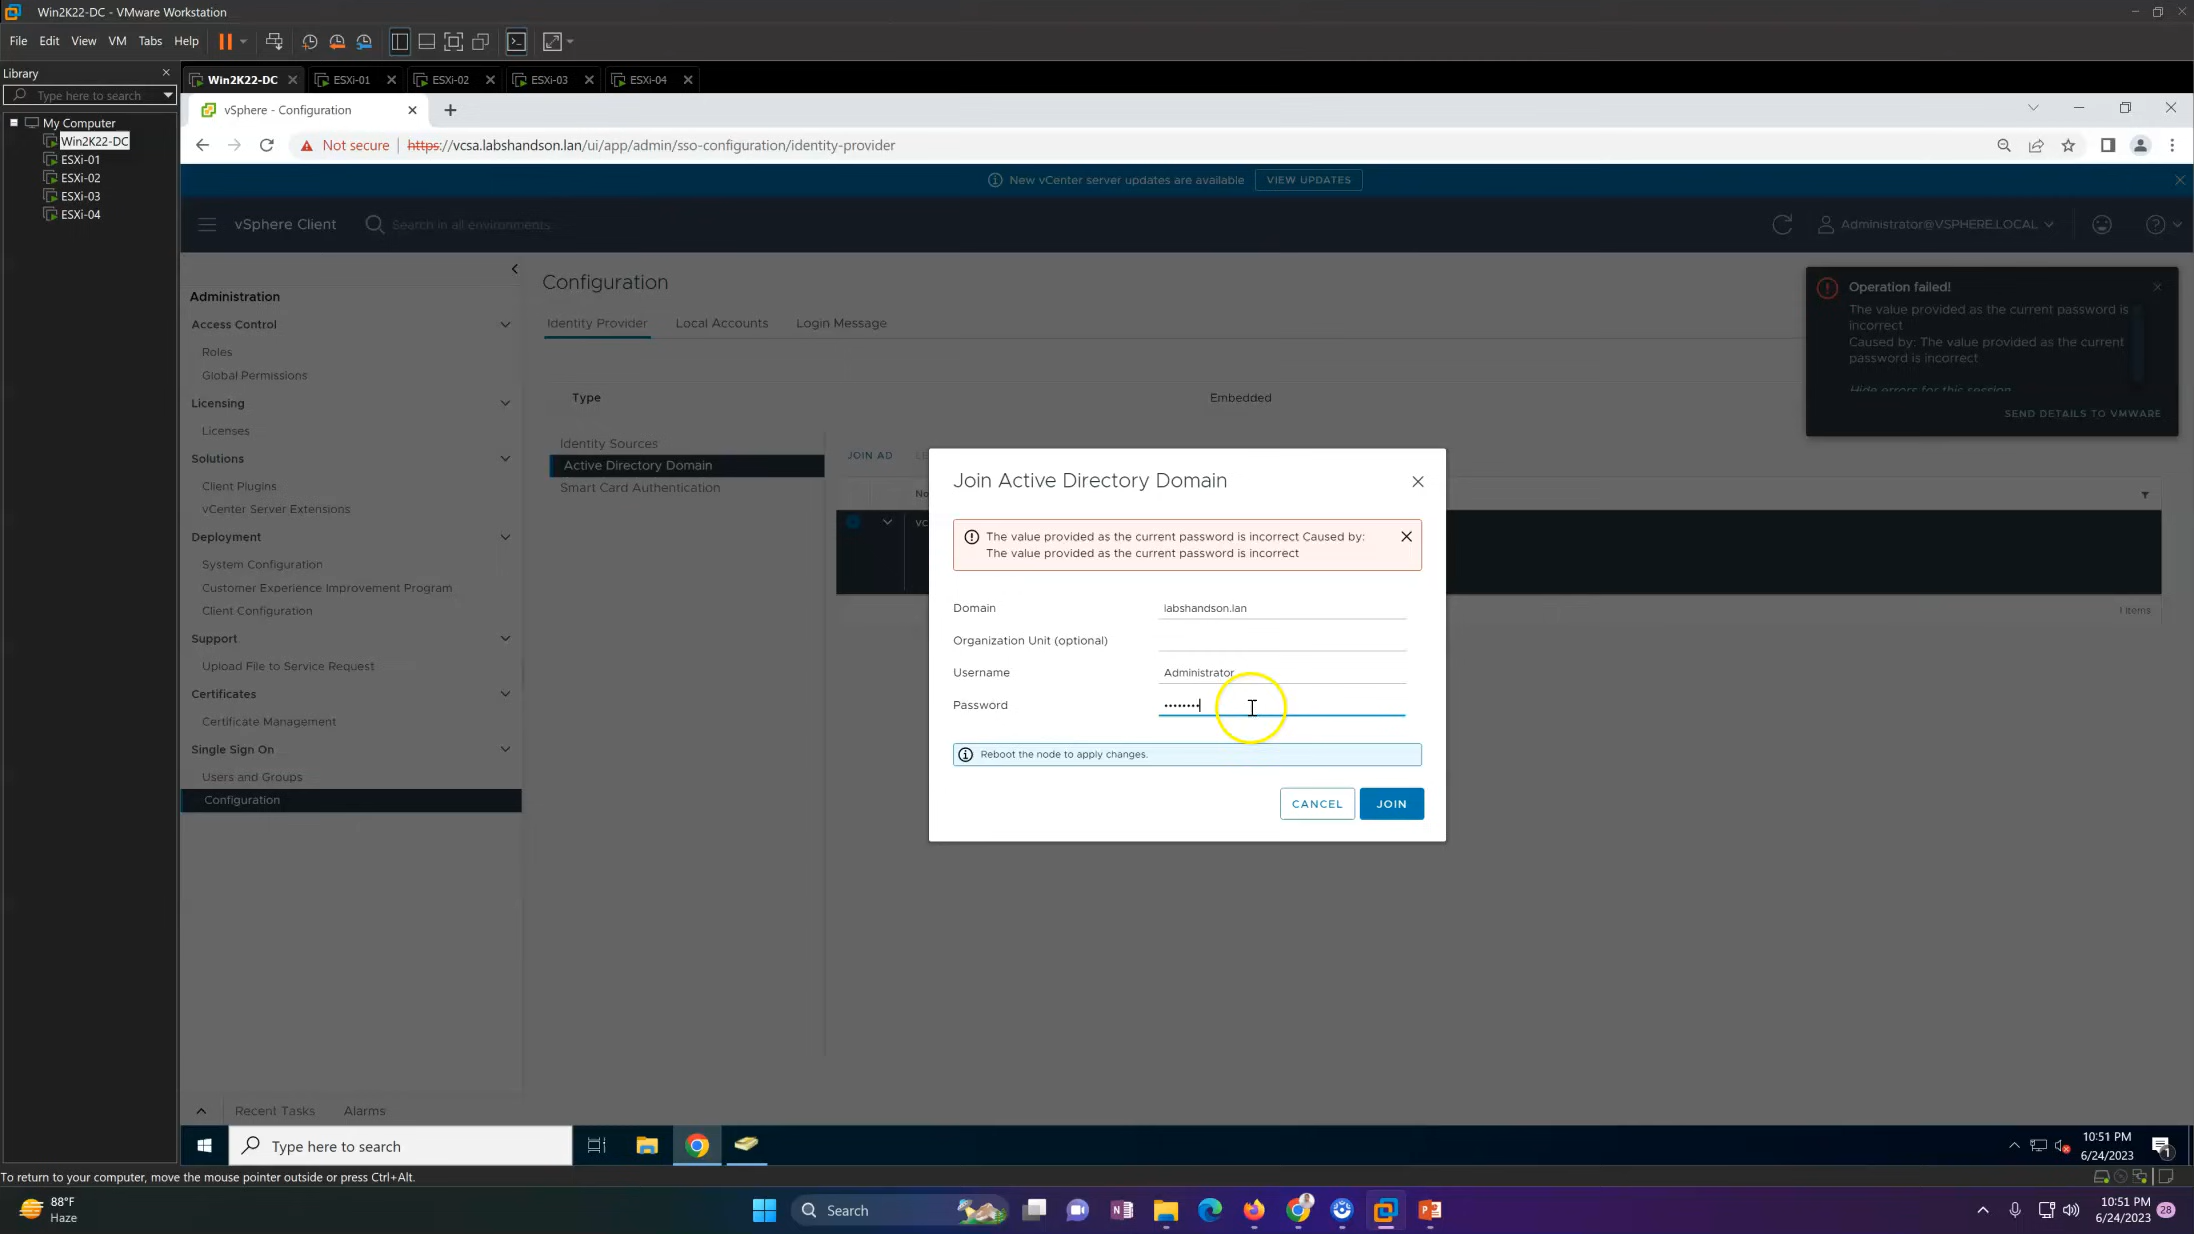 Win2K22-DC - VMware Workstation
File Edit View VM Tabs Help
Library
Type here to search
My Computer
Win2K22-DC
ESXi-01
ESXi-02
ESXi-03
ESXi-04
Win2K22-DC ESXi-01 ESXi-02 ESXi-03 ESXi-04
vSphere - Configuration
Not secure https://vcsa.labshandson.lan/ui/app/admin/sso-configuration/identity-provider
New vCenter server updates are available VIEW UPDATES
vSphere Client Search in all environments Administrator@VSPHERE.LOCAL
Administration
Access Control
Roles
Global Permissions
Licensing
Licenses
Solutions
Client Plugins
vCenter Server Extensions
Deployment
System Configuration
Customer Experience Improvement Program
Client Configuration
Support
Upload File to Service Request
Certificates
Certificate Management
Single Sign On
Users and Groups
Configuration
Configuration
Identity Provider Local Accounts Login Message
Type Embedded
Identity Sources
Active Directory Domain
Smart Card Authentication
JOIN AD
1 items
Operation failed!
The value provided as the current password is
incorrect
Caused by: The value provided as the current
password is incorrect
Hide errors for this session
SEND DETAILS TO VMWARE
Join Active Directory Domain
The value provided as the current password is incorrect Caused by:
The value provided as the current password is incorrect
Domain labshandson.lan
Organization Unit (optional)
Username Administrator
Password ••••••••
Reboot the node to apply changes.
CANCEL JOIN
Recent Tasks Alarms
Type here to search
10:51 PM
6/24/2023
1
To return to your computer, move the mouse pointer outside or press Ctrl+Alt.
88°F
Haze
Search
10:51 PM
6/24/2023
28